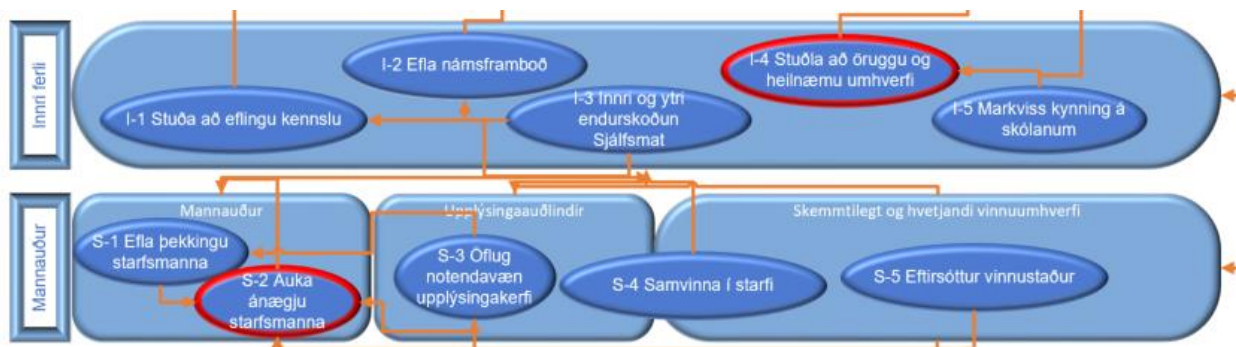 Innri ferli
I-2 Efla námsframboð
I-4 Stuðla að öruggu og
heilnæmu umhverfi
I-1 Stuða að eflingu kennslu
I-3 Innri og ytri
endurskoðun
Sjálfsmat
I-5 Markviss kynning á
skólanum
Mannauður
Mannauður
Upplýsingaauðlindir
Skemmtilegt og hvetjandi vinnuumhverfi
S-1 Efla þekkingu
starfsmanna
S-2 Auka
ánægju
starfsmanna
S-3 Öflug
notendavæn
upplýsingakerfi
S-4 Samvinna í starfi
S-5 Eftirsóttur vinnustaður